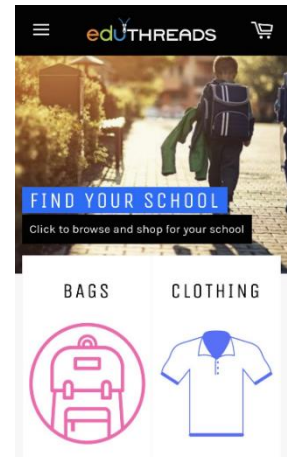 eduTHREADS
FIND YOUR SCHOOL
Click to browse and shop for your school
BAGS CLOTHING